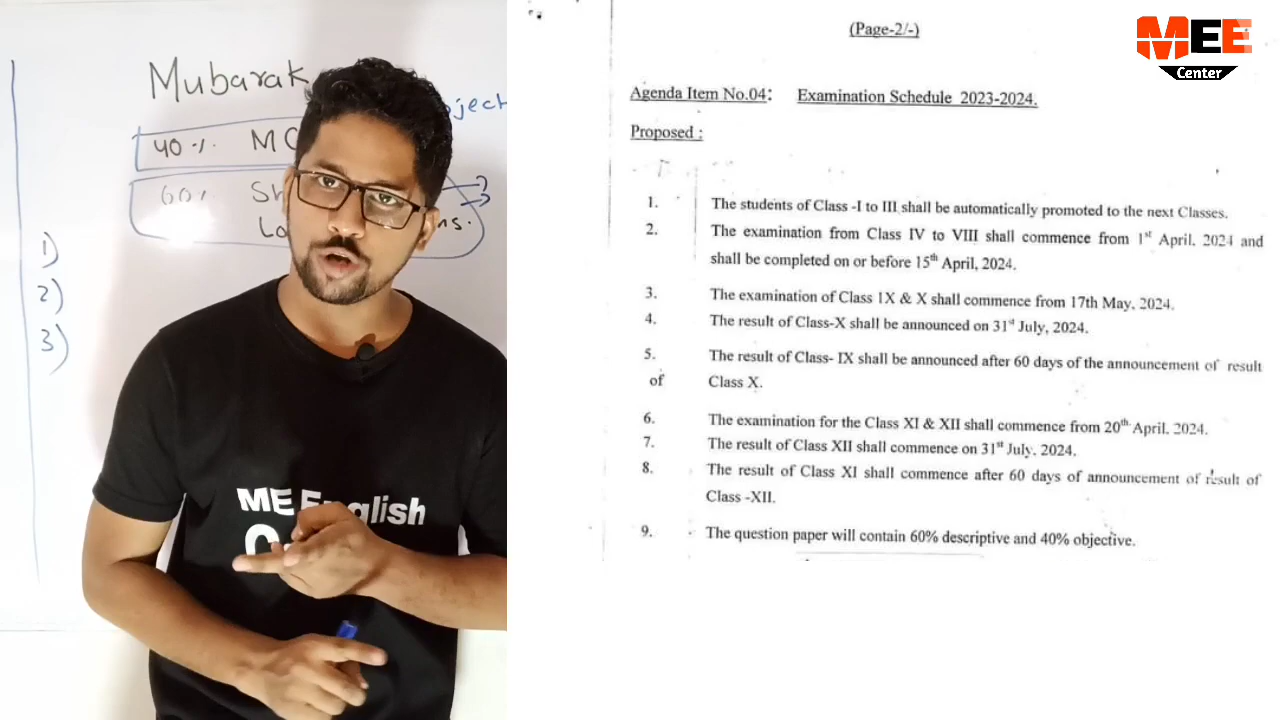 Mubarak
oject
40 %. MC
60% Sh
La ns.
1)
2)
3)
ME English
MEE
Center
(Page-2/-)
Agenda Item No.04: Examination Schedule 2023-2024.
Proposed :
1. The students of Class -I to III shall be automatically promoted to the next Classes.
2. The examination from Class IV to VIII shall commence from 1st April, 2024 and
shall be completed on or before 15th April, 2024.
3. The examination of Class IX & X shall commence from 17th May, 2024.
4. The result of Class-X shall be announced on 31st July, 2024.
5. The result of Class- IX shall be announced after 60 days of the announcement of result
of Class X.
6. The examination for the Class XI & XII shall commence from 20th April, 2024.
7. The result of Class XII shall commence on 31st July, 2024.
8. The result of Class XI shall commence after 60 days of announcement of result of
Class -XII.
9. The question paper will contain 60% descriptive and 40% objective.